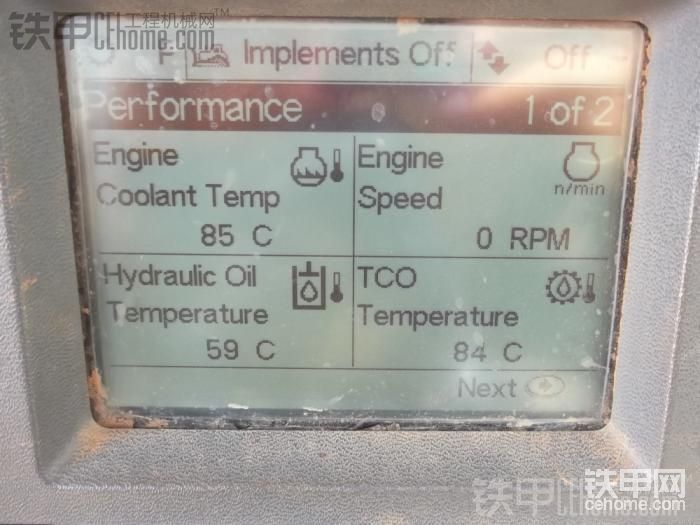 铁甲工程机械网
CEhome.com
F Implements Off Off
Performance 1 of 2
Engine
Coolant Temp
85 C
Engine
Speed
n/min
0 RPM
Hydraulic Oil
Temperature
59 C
TCO
Temperature
84 C
Next
铁甲网
cehome.com